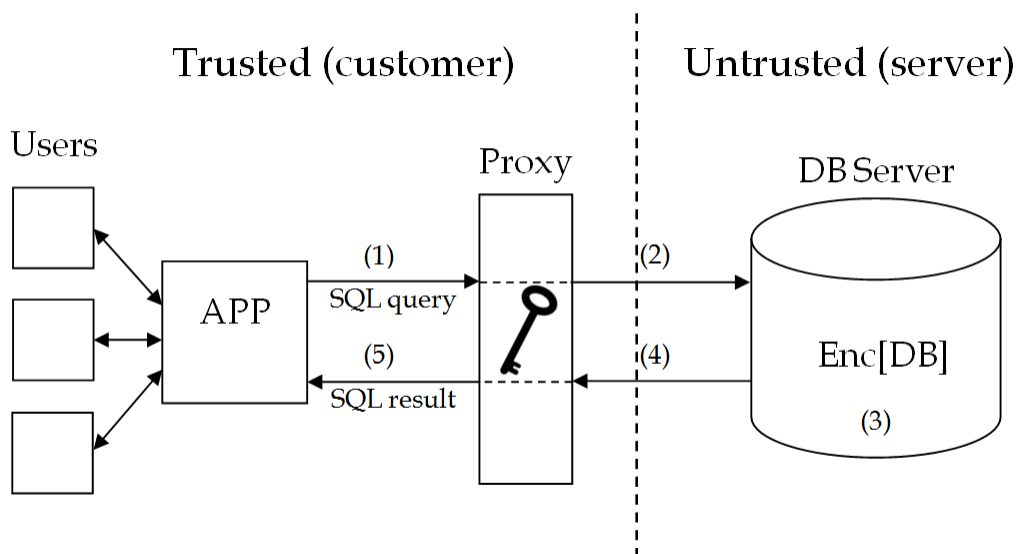 Trusted (customer)
Untrusted (server)
Users
Proxy
DB Server
APP
(1)
SQL query
(2)
(5)
SQL result
(4)
Enc[DB]
(3)